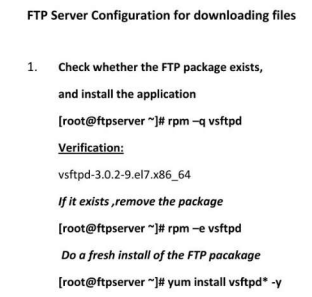 FTP Server Configuration for downloading files
1. Check whether the FTP package exists,
and install the application
[root@ftpserver ~]# rpm –q vsftpd
Verification:
vsftpd-3.0.2-9.el7.x86_64
If it exists ,remove the package
[root@ftpserver ~]# rpm –e vsftpd
Do a fresh install of the FTP pacakage
[root@ftpserver ~]# yum install vsftpd* -y